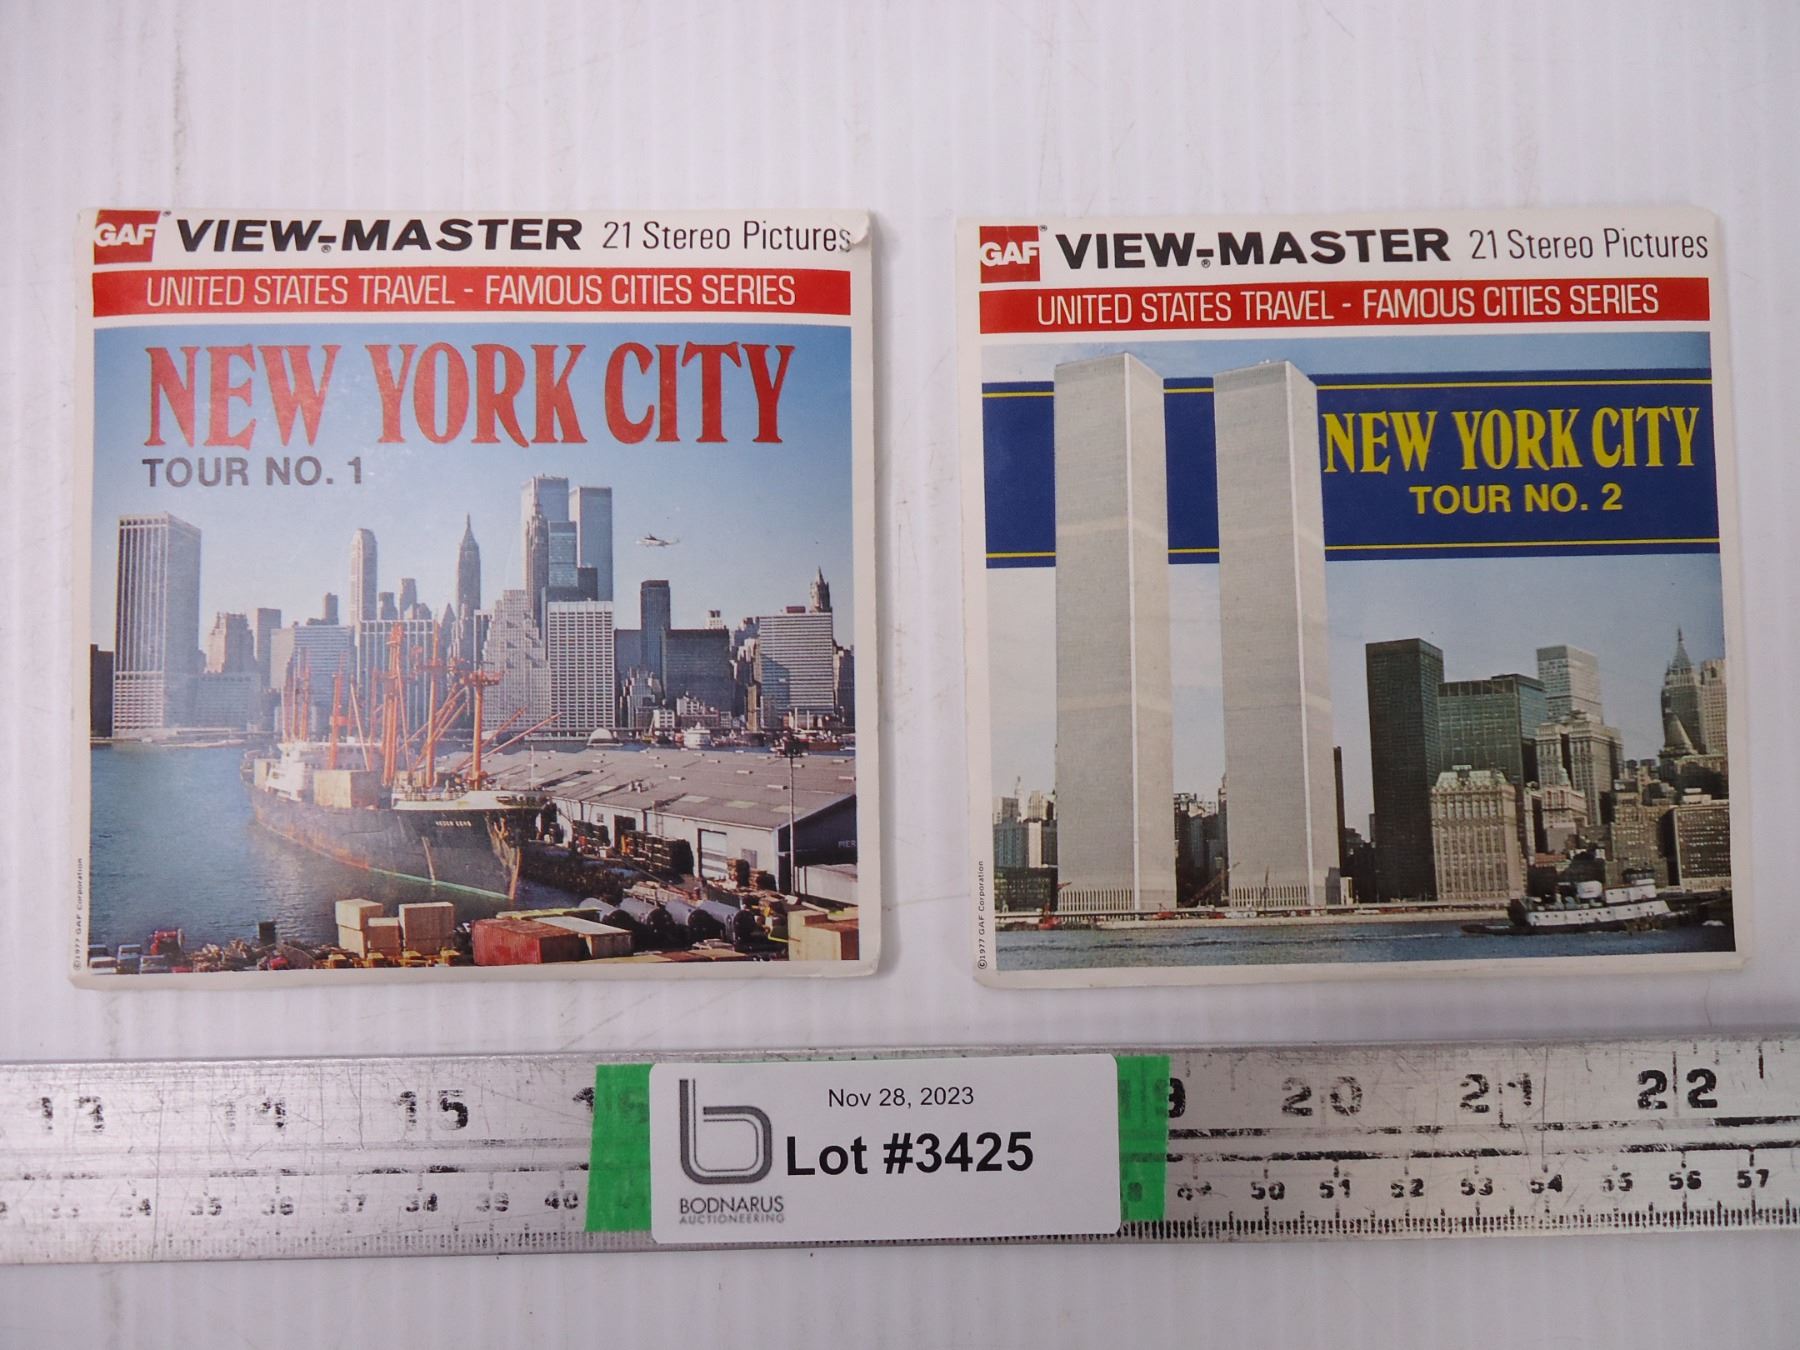 GAF® VIEW-MASTER® 21 Stereo Pictures
UNITED STATES TRAVEL - FAMOUS CITIES SERIES
NEW YORK CITY
TOUR NO. 1
©1977 GAF Corporation
GAF® VIEW-MASTER® 21 Stereo Pictures
UNITED STATES TRAVEL - FAMOUS CITIES SERIES
NEW YORK CITY
TOUR NO. 2
©1977 GAF Corporation
13 14 15 19 20 21 22
Nov 28, 2023
Lot #3425
BODNARUS
AUCTIONEERING
33 34 35 36 37 38 39 40 49 50 51 52 53 54 55 56 57